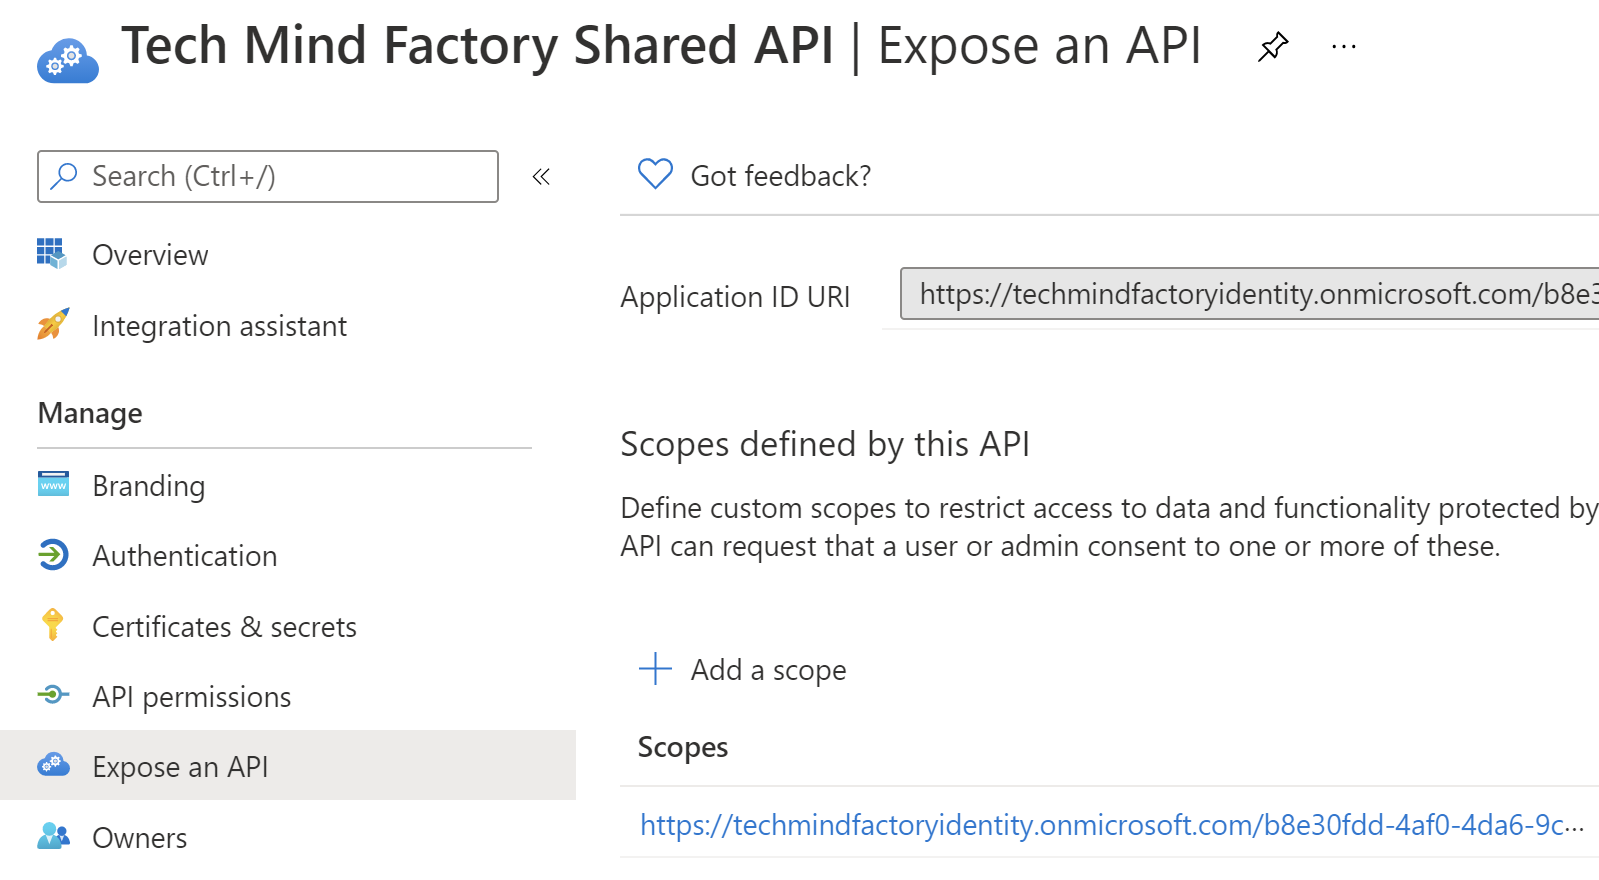 Tech Mind Factory Shared API | Expose an API
Search (Ctrl+/)
«
Overview
Integration assistant
Manage
Branding
Authentication
Certificates & secrets
API permissions
Expose an API
Owners
Got feedback?
Application ID URI https://techmindfactoryidentity.onmicrosoft.com/b8e3
Scopes defined by this API
Define custom scopes to restrict access to data and functionality protected by
API can request that a user or admin consent to one or more of these.
Add a scope
Scopes
https://techmindfactoryidentity.onmicrosoft.com/b8e30fdd-4af0-4da6-9c...